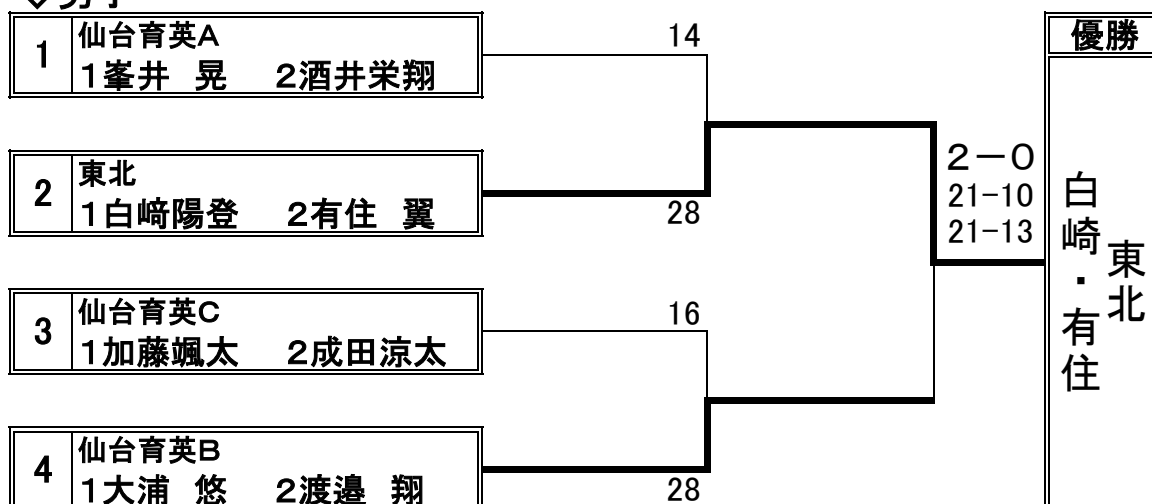 1
仙台育英A
1峯井 晃 2酒井栄翔
14
2
東北
1白﨑陽登 2有住 翼
28
3
仙台育英C
1加藤颯太 2成田涼太
16
4
仙台育英B
1大浦 悠 2渡邉 翔
28
2-0
21-10
21-13
優勝
東北
白崎・有住